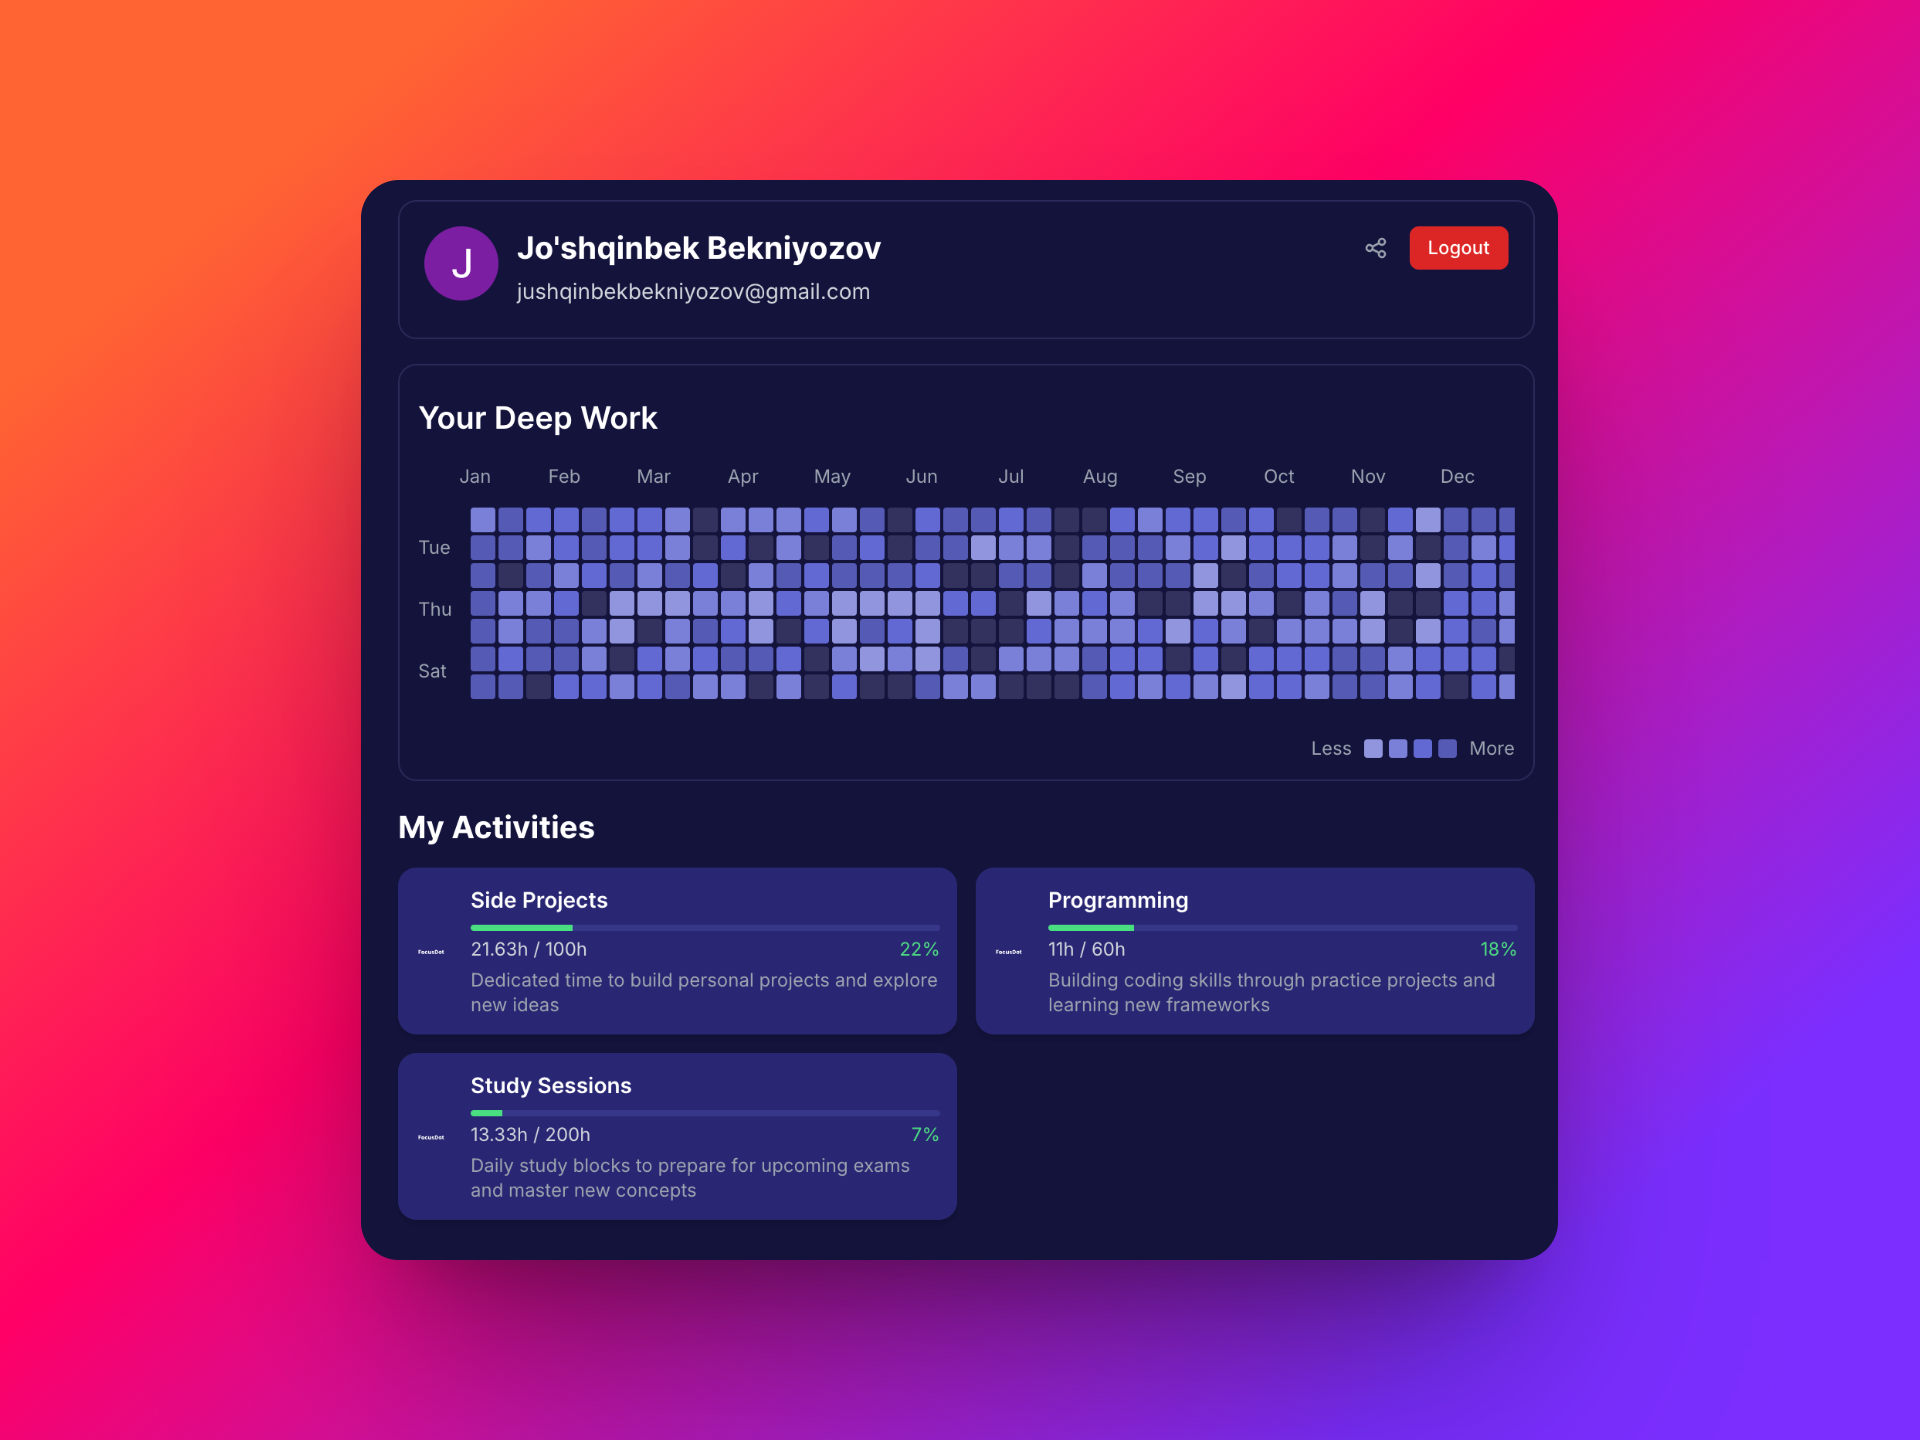 J
Jo'shqinbek Bekniyozov
jushqinbekbekniyozov@gmail.com
Logout
Your Deep Work
Jan Feb Mar Apr May Jun Jul Aug Sep Oct Nov Dec
Tue
Thu
Sat
Less More
My Activities
Side Projects
FocusDot
21.63h / 100h 22%
Dedicated time to build personal projects and explore
new ideas
Programming
FocusDot
11h / 60h 18%
Building coding skills through practice projects and
learning new frameworks
Study Sessions
FocusDot
13.33h / 200h 7%
Daily study blocks to prepare for upcoming exams
and master new concepts